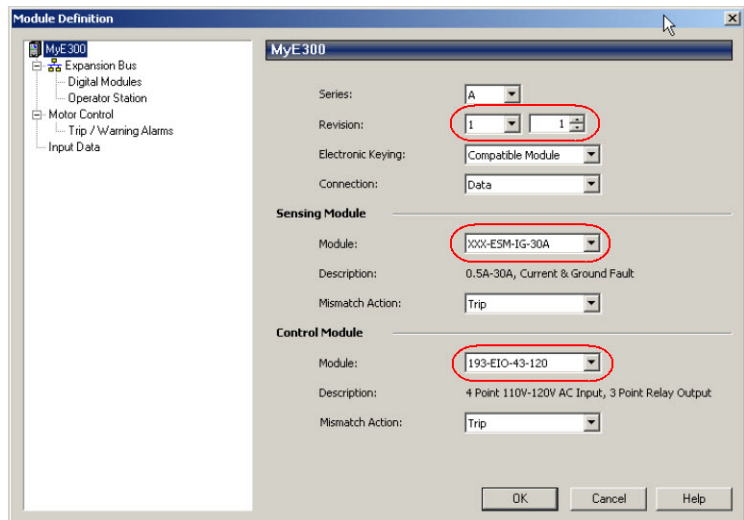 Module Definition
MyE300
Expansion Bus
Digital Modules
Operator Station
Motor Control
Trip / Warning Alarms
Input Data
MyE300
Series: A
Revision: 1 1
Electronic Keying: Compatible Module
Connection: Data
Sensing Module
Module: XXX-ESM-IG-30A
Description: 0.5A-30A, Current & Ground Fault
Mismatch Action: Trip
Control Module
Module: 193-EIO-43-120
Description: 4 Point 110V-120V AC Input, 3 Point Relay Output
Mismatch Action: Trip
OK Cancel Help